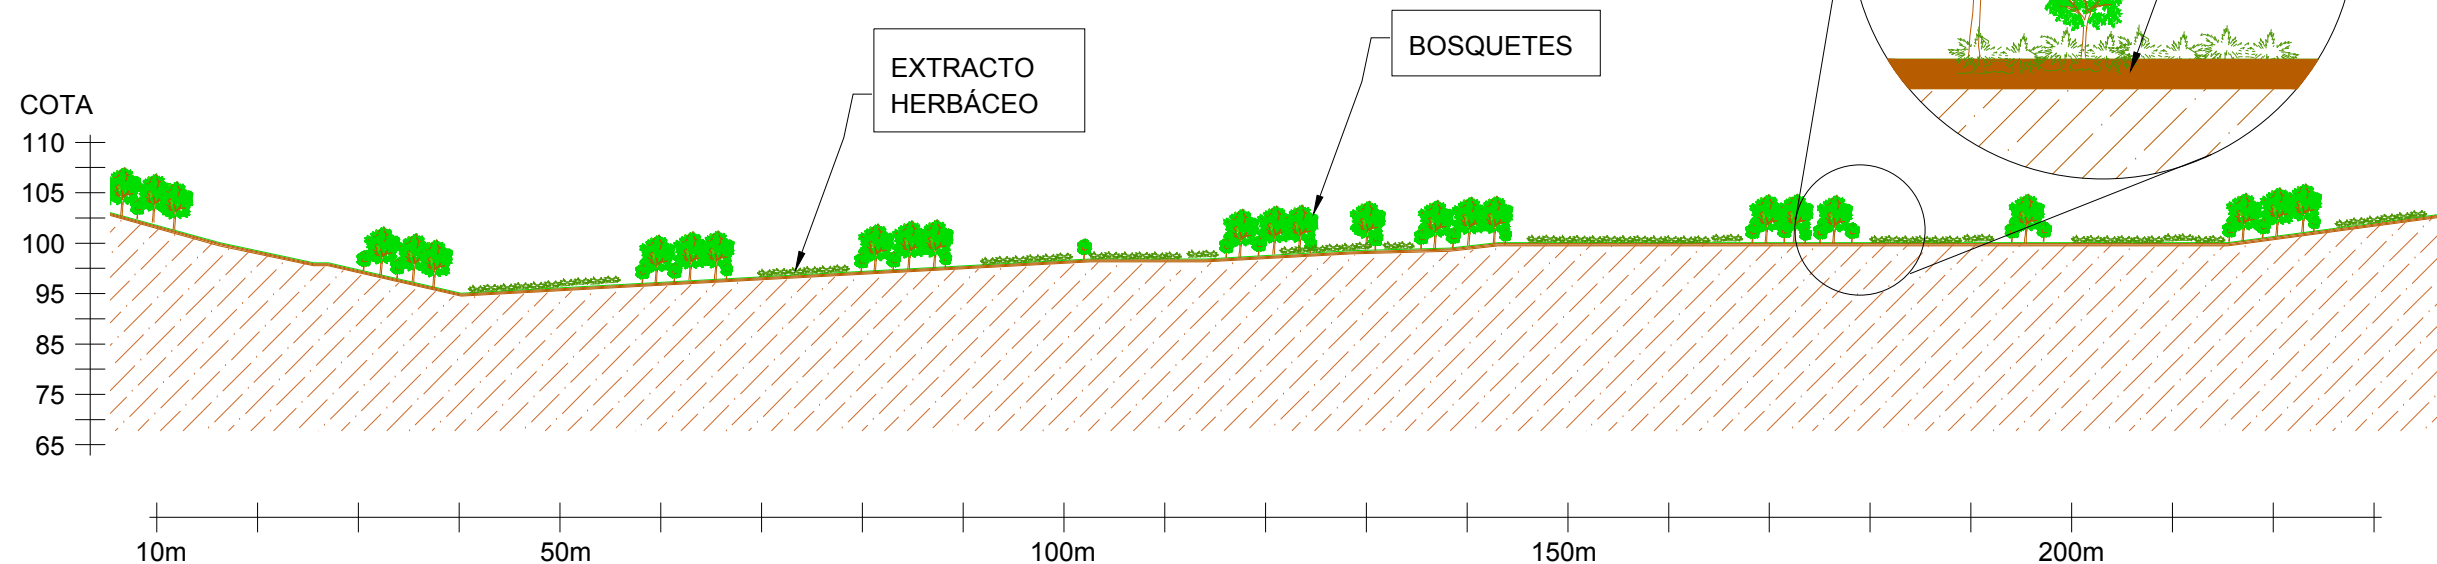 BOSQUETES
EXTRACTO
HERBÁCEO
COTA
110
105
100
95
85
75
65
10m
50m
100m
150m
200m